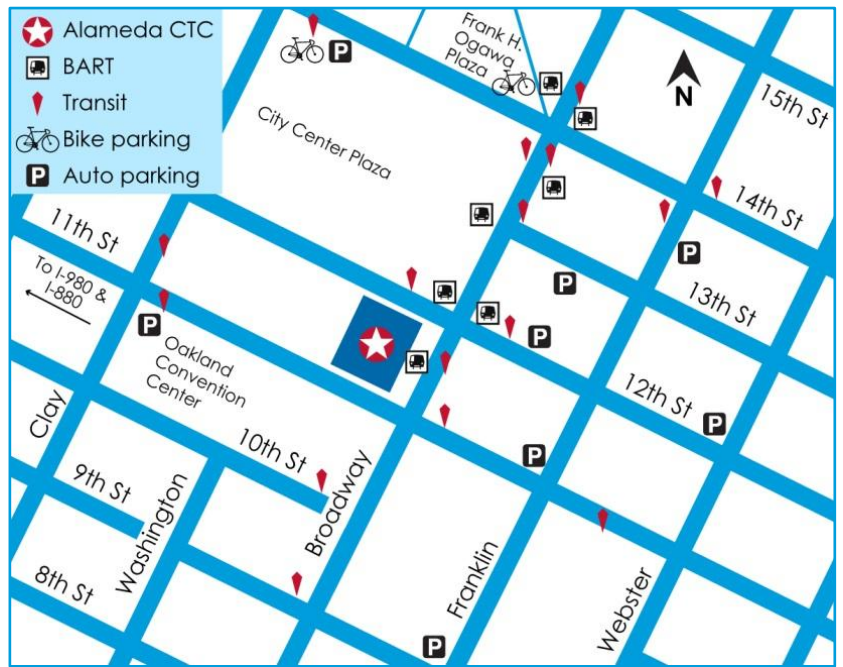 Alameda CTC
BART
Transit
Bike parking
P Auto parking
P
Frank H.
Ogawa
Plaza
N
15th St
City Center Plaza
14th St
11th St
P
To I-980 &
I-880
P
13th St
P
P
Oakland
Convention
Center
12th St
P
Clay
10th St
P
9th St
Washington
Broadway
8th St
Franklin
Webster
P